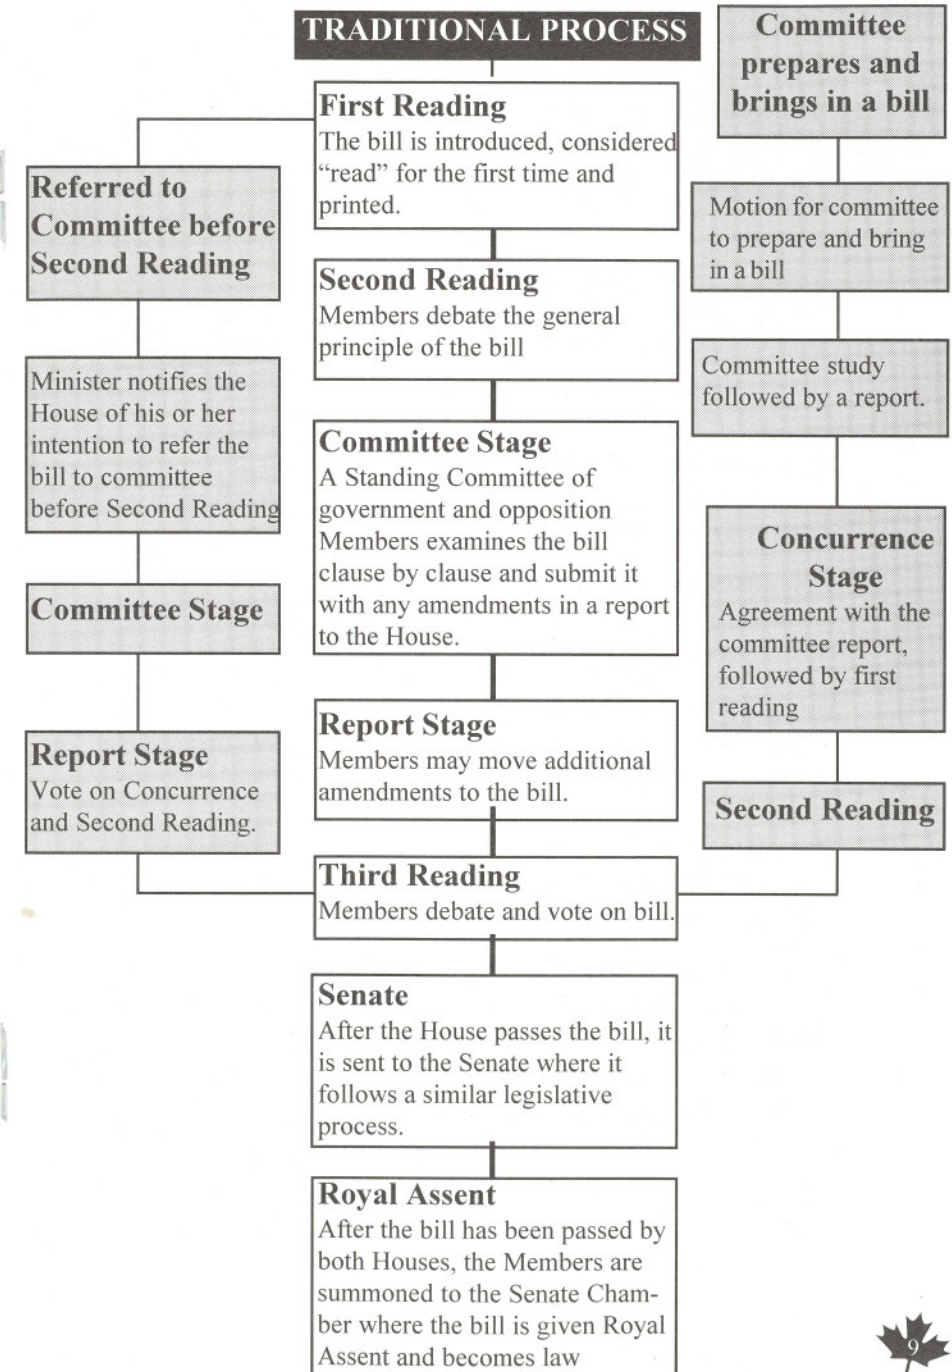 TRADITIONAL PROCESS
First Reading
The bill is introduced, considered
“read” for the first time and
printed.
Second Reading
Members debate the general
principle of the bill
Committee Stage
A Standing Committee of
government and opposition
Members examines the bill
clause by clause and submit it
with any amendments in a report
to the House.
Report Stage
Members may move additional
amendments to the bill.
Referred to
Committee before
Second Reading
Minister notifies the
House of his or her
intention to refer the
bill to committee
before Second Reading
Committee Stage
Report Stage
Vote on Concurrence
and Second Reading.
Committee
prepares and
brings in a bill
Motion for committee
to prepare and bring
in a bill
Committee study
followed by a report.
Concurrence
Stage
Agreement with the
committee report,
followed by first
reading
Second Reading
Third Reading
Members debate and vote on bill.
Senate
After the House passes the bill, it
is sent to the Senate where it
follows a similar legislative
process.
Royal Assent
After the bill has been passed by
both Houses, the Members are
summoned to the Senate Cham-
ber where the bill is given Royal
Assent and becomes law
9